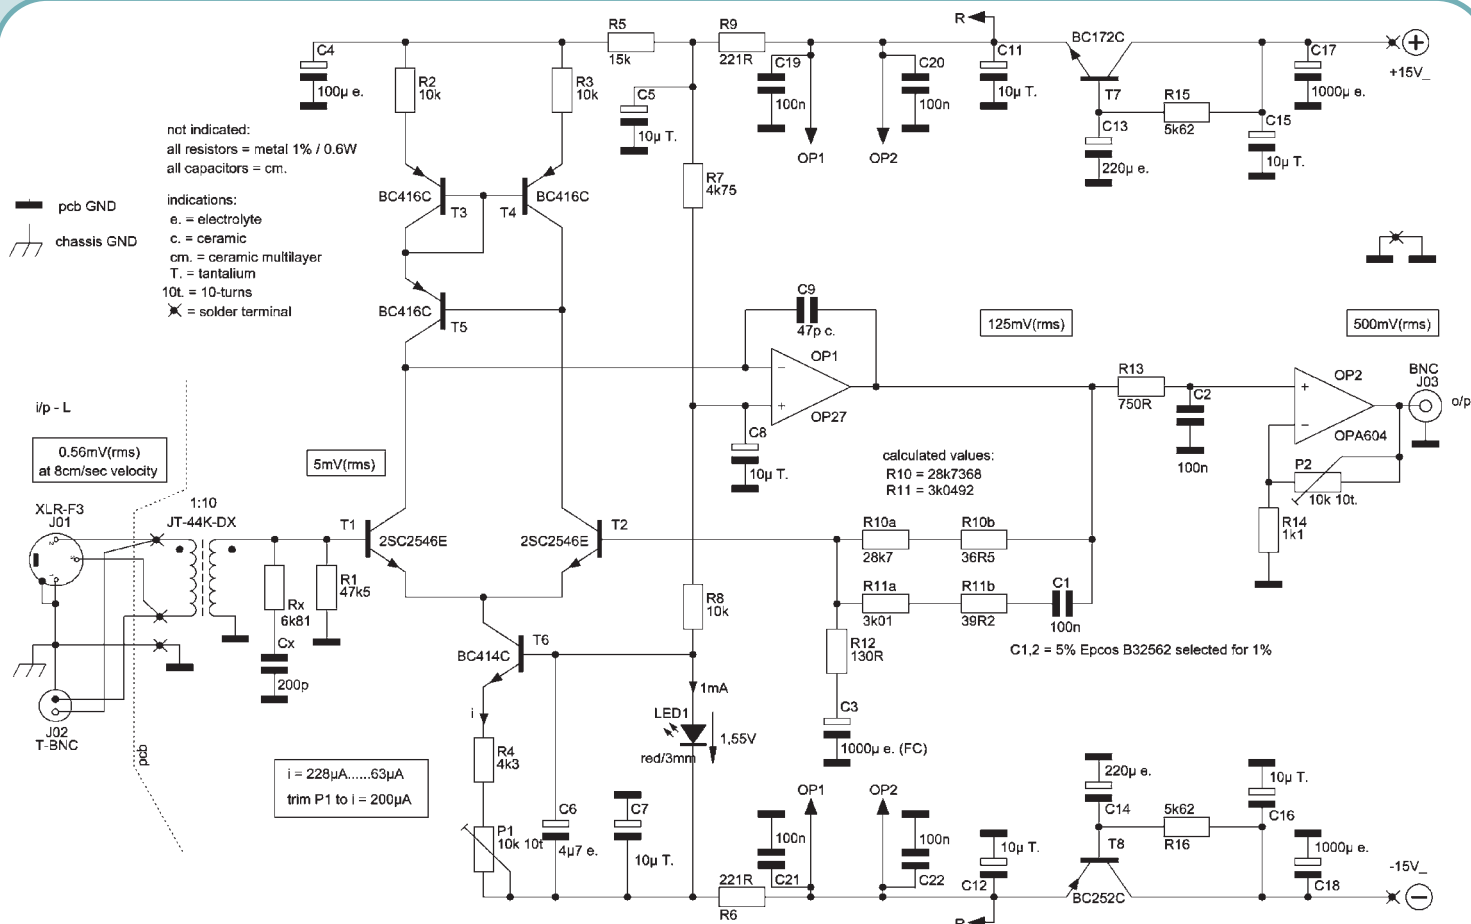 R
C4
100µ e.
R2
10k
R3
10k
R5
15k
R9
221R
C5
10µ T.
C19
100n
OP1
C20
100n
OP2
C11
10µ T.
BC172C
T7
R15
5k62
C13
220µ e.
C15
10µ T.
C17
1000µ e.
+
+15V_
not indicated:
all resistors = metal 1% / 0.6W
all capacitors = cm.
pcb GND
chassis GND
indications:
e. = electrolyte
c. = ceramic
cm. = ceramic multilayer
T. = tantalium
10t. = 10-turns
= solder terminal
BC416C
T3
T4
BC416C
R7
4k75
BC416C
T5
C9
47p c.
OP1
−
+
OP27
C8
10µ T.
125mV(rms)
500mV(rms)
R13
750R
C2
100n
+
−
OP2
OPA604
BNC
J03
o/p
P2
10k 10t.
R14
1k1
i/p - L
0.56mV(rms)
at 8cm/sec velocity
5mV(rms)
XLR-F3
J01
2
3
1
1:10
JT-44K-DX
Rx
6k81
R1
47k5
Cx
200p
J02
T-BNC
pcb
T1
2SC2546E
2SC2546E
T2
calculated values:
R10 = 28k7368
R11 = 3k0492
R10a
28k7
R10b
36R5
R11a
3k01
R11b
39R2
C1
100n
C1,2 = 5% Epcos B32562 selected for 1%
R12
130R
C3
1000µ e. (FC)
R8
10k
BC414C
T6
1mA
LED1
1,55V
red/3mm
i
R4
4k3
i = 228µA......63µA
trim P1 to i = 200µA
P1
10k 10t
C6
4µ7 e.
C7
10µ T.
221R
R6
OP1
100n
C21
OP2
100n
C22
10µ T.
C12
220µ e.
C14
T8
BC252C
5k62
R16
10µ T.
C16
1000µ e.
C18
-15V_
−
R